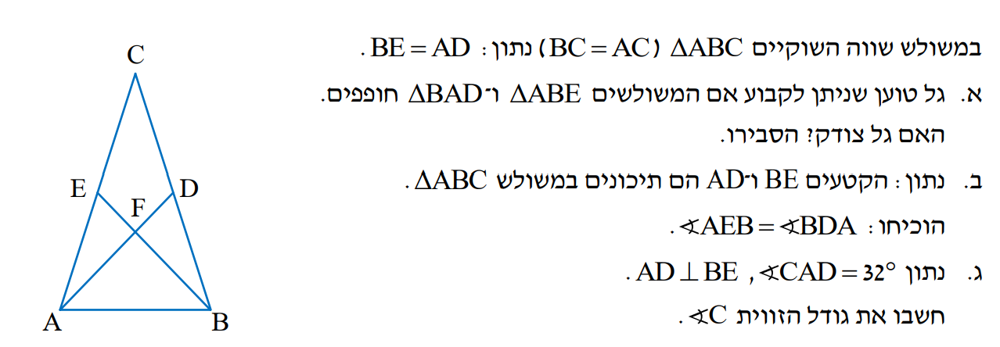 במשולש שווה השוקיים ΔABC (BC = AC) נתון: BE = AD.
א. גל טוען שניתן לקבוע אם המשולשים ΔABE ו־ΔBAD חופפים.
האם גל צודק? הסבירו.
ב. נתון: הקטעים BE ו־AD הם תיכונים במשולש ΔABC.
הוכיחו: ∢AEB = ∢BDA.
ג. נתון ∢CAD = 32°, AD ⊥ BE.
חשבו את גודל הזווית ∢C.
C
E
D
F
A
B